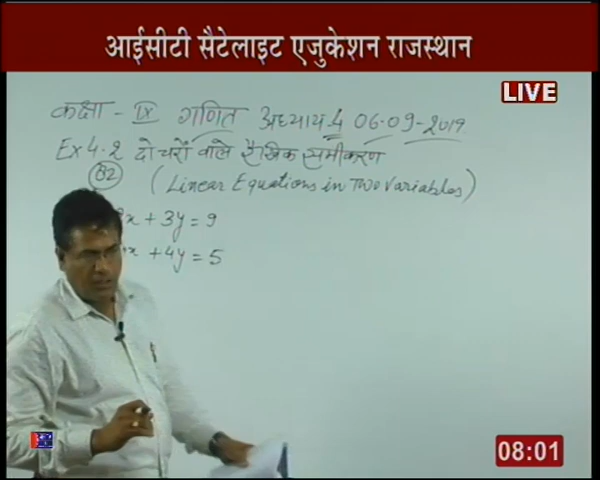 आईसीटी सैटेलाइट एजुकेशन राजस्थान
LIVE
कक्षा - IX गणित अध्याय-4 06-09-2019
Ex 4.2 दो चरों वाले रैखिक समीकरण
Q2 (Linear Equations in Two Variables)
x + 3y = 9
x + 4y = 5
08:01